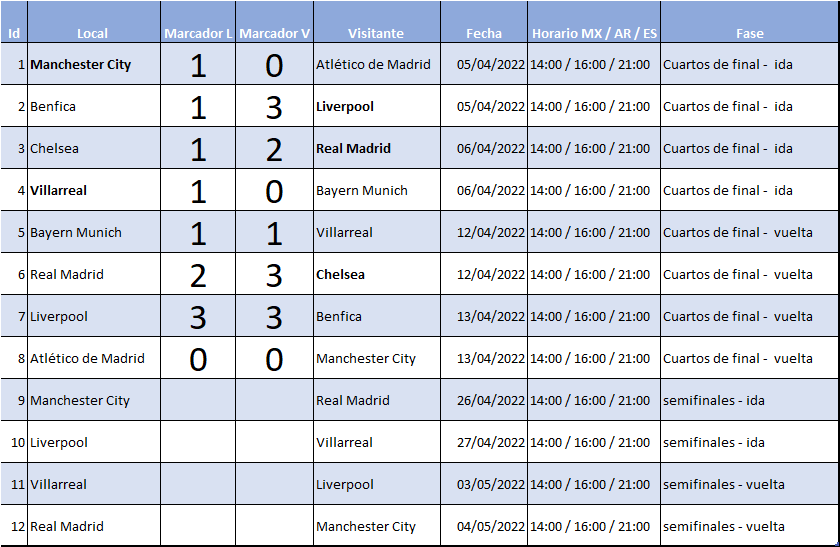 Id Local Marcador L Marcador V Visitante Fecha Horario MX / AR / ES Fase
1 Manchester City 1 0 Atlético de Madrid 05/04/2022 14:00 / 16:00 / 21:00 Cuartos de final - ida
2 Benfica 1 3 Liverpool 05/04/2022 14:00 / 16:00 / 21:00 Cuartos de final - ida
3 Chelsea 1 2 Real Madrid 06/04/2022 14:00 / 16:00 / 21:00 Cuartos de final - ida
4 Villarreal 1 0 Bayern Munich 06/04/2022 14:00 / 16:00 / 21:00 Cuartos de final - ida
5 Bayern Munich 1 1 Villarreal 12/04/2022 14:00 / 16:00 / 21:00 Cuartos de final - vuelta
6 Real Madrid 2 3 Chelsea 12/04/2022 14:00 / 16:00 / 21:00 Cuartos de final - vuelta
7 Liverpool 3 3 Benfica 13/04/2022 14:00 / 16:00 / 21:00 Cuartos de final - vuelta
8 Atlético de Madrid 0 0 Manchester City 13/04/2022 14:00 / 16:00 / 21:00 Cuartos de final - vuelta
9 Manchester City Real Madrid 26/04/2022 14:00 / 16:00 / 21:00 semifinales - ida
10 Liverpool Villarreal 27/04/2022 14:00 / 16:00 / 21:00 semifinales - ida
11 Villarreal Liverpool 03/05/2022 14:00 / 16:00 / 21:00 semifinales - vuelta
12 Real Madrid Manchester City 04/05/2022 14:00 / 16:00 / 21:00 semifinales - vuelta